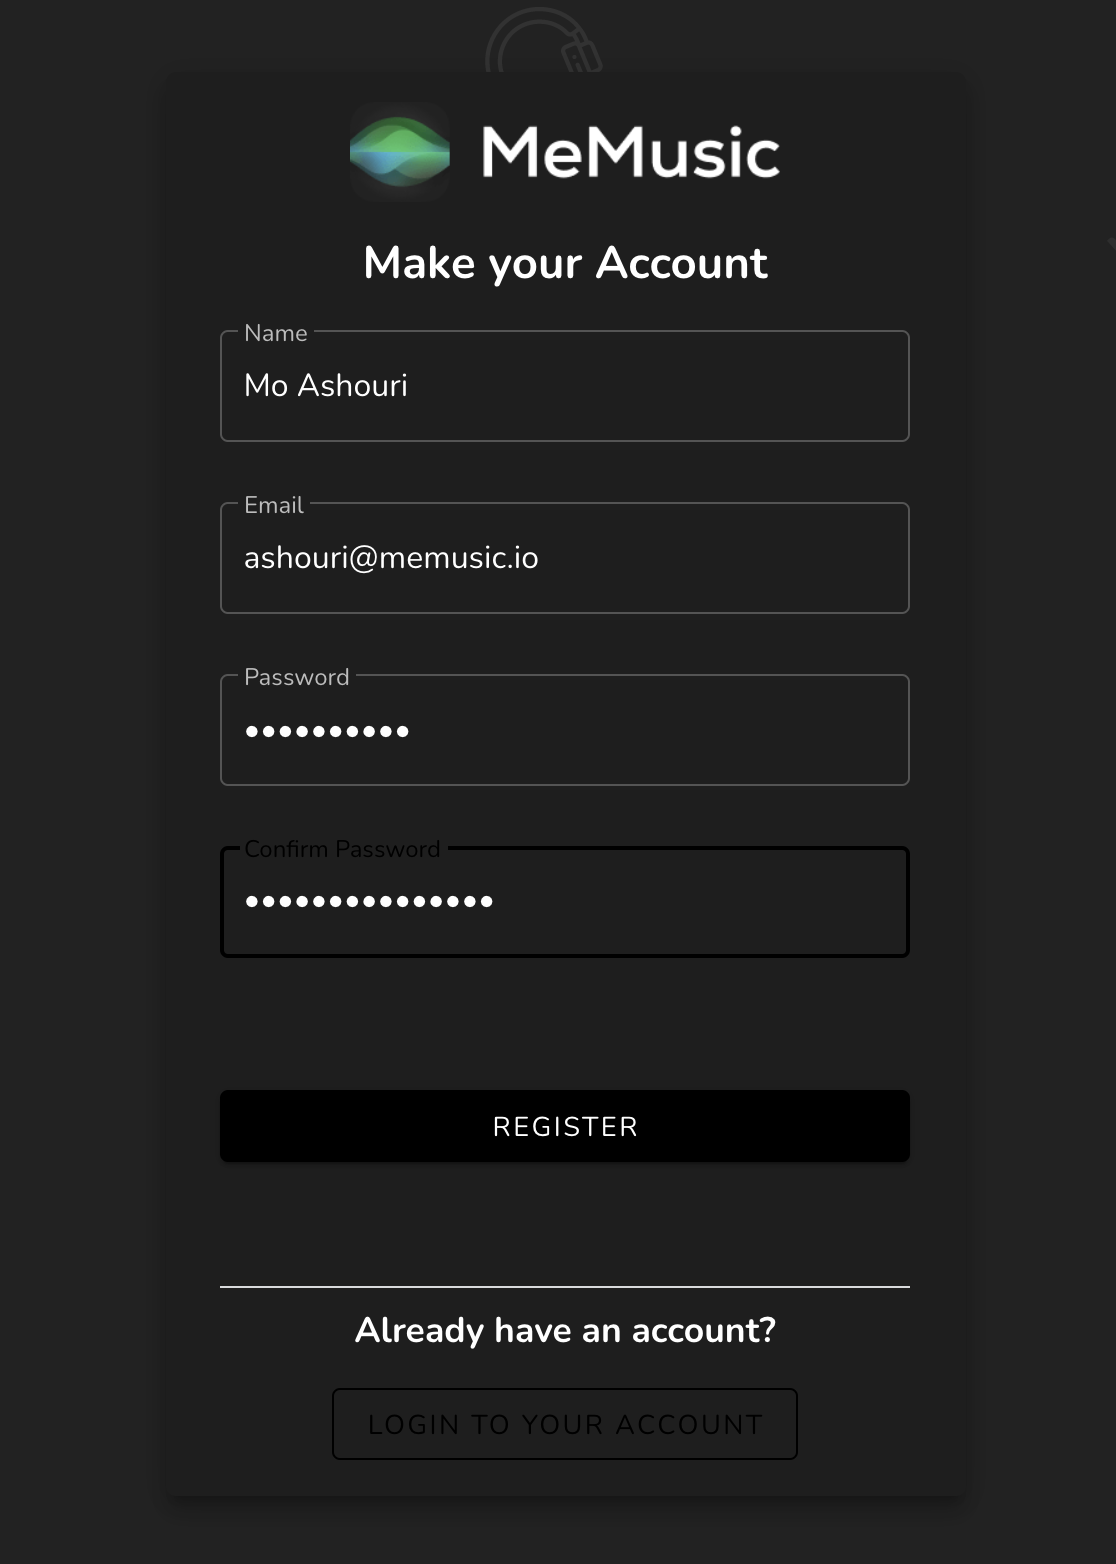 MeMusic
Make your Account
Name
Mo Ashouri
Email
ashouri@memusic.io
Password
••••••••••
Confirm Password
•••••••••••••••
REGISTER
Already have an account?
LOGIN TO YOUR ACCOUNT